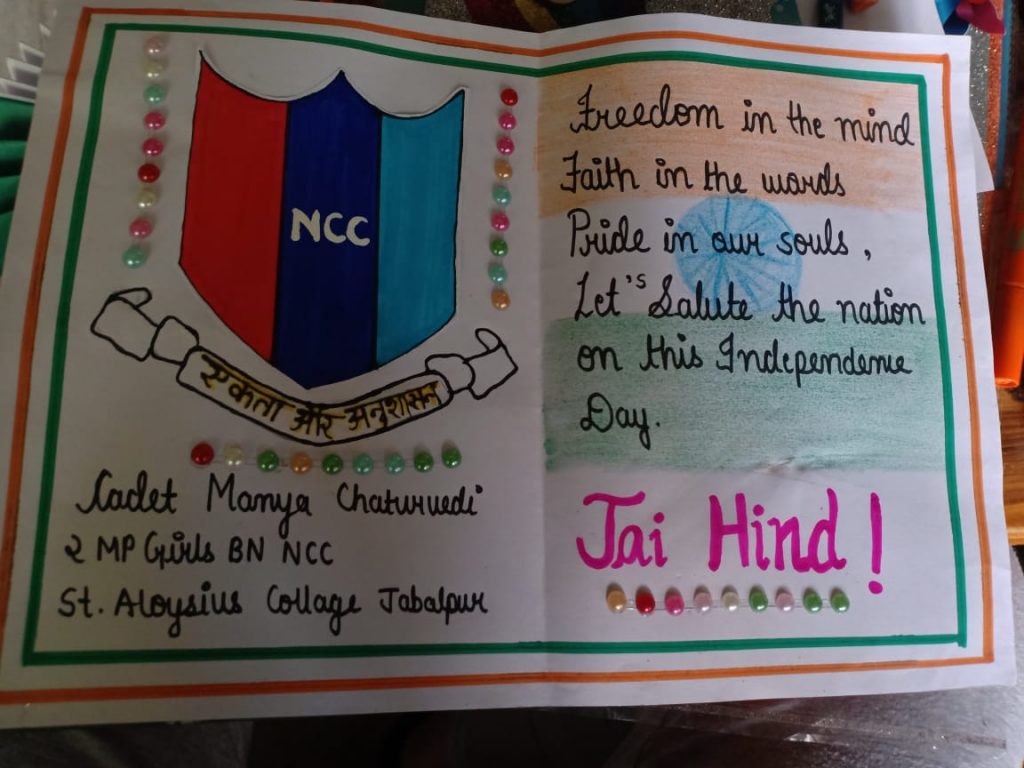 NCC
एकता और अनुशासन
Cadet Manya Chaturvedi
2 MP Girls BN NCC
St. Aloysius Collage Jabalpur
Freedom in the mind
Faith in the words
Pride in our souls,
Let's Salute the nation
on this Independence
Day.
Jai Hind!